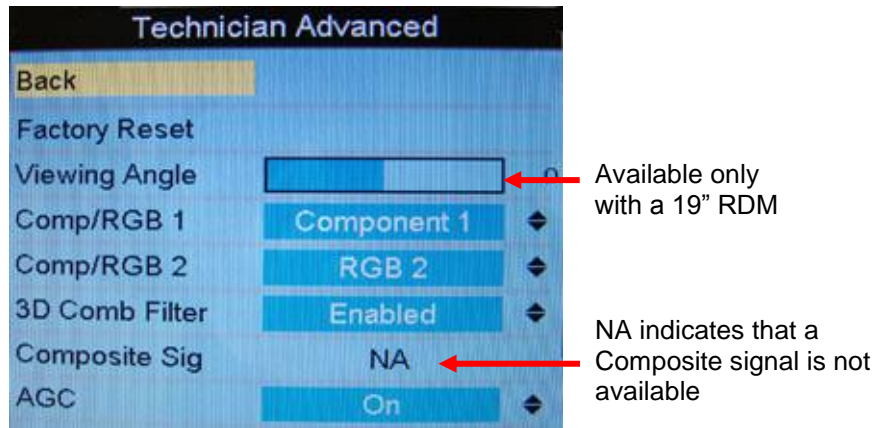 Technician Advanced
Back
Factory Reset
Viewing Angle 0
Available only
with a 19” RDM
Comp/RGB 1 Component 1
Comp/RGB 2 RGB 2
3D Comb Filter Enabled
Composite Sig NA
NA indicates that a
Composite signal is not
available
AGC On